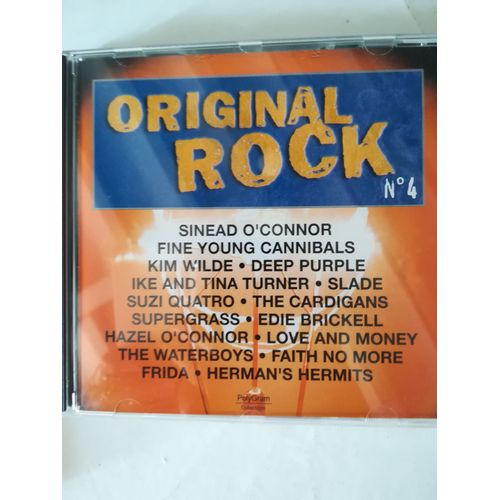 ORIGINAL
ROCK
N°4
SINEAD O'CONNOR
FINE YOUNG CANNIBALS
KIM WILDE • DEEP PURPLE
IKE AND TINA TURNER • SLADE
SUZI QUATRO • THE CARDIGANS
SUPERGRASS • EDIE BRICKELL
HAZEL O'CONNOR • LOVE AND MONEY
THE WATERBOYS • FAITH NO MORE
FRIDA • HERMAN'S HERMITS
PolyGram